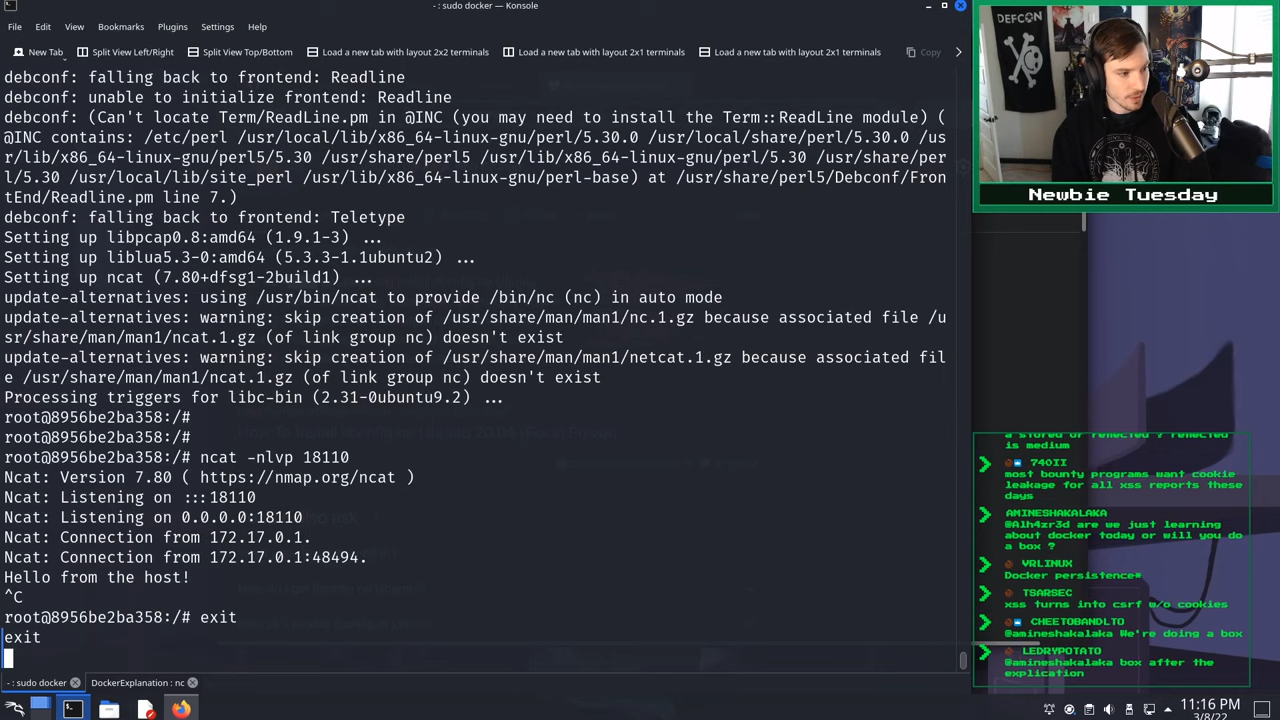 - : sudo docker — Konsole
File Edit View Bookmarks Plugins Settings Help
New Tab Split View Left/Right Split View Top/Bottom Load a new tab with layout 2x2 terminals Load a new tab with layout 2x1 terminals Load a new tab with layout 2x1 terminals Copy
debconf: falling back to frontend: Readline
debconf: unable to initialize frontend: Readline
debconf: (Can't locate Term/ReadLine.pm in @INC (you may need to install the Term::ReadLine module) (
@INC contains: /etc/perl /usr/local/lib/x86_64-linux-gnu/perl/5.30.0 /usr/local/share/perl/5.30.0 /us
r/lib/x86_64-linux-gnu/perl5/5.30 /usr/share/perl5 /usr/lib/x86_64-linux-gnu/perl/5.30 /usr/share/per
l/5.30 /usr/local/lib/site_perl /usr/lib/x86_64-linux-gnu/perl-base) at /usr/share/perl5/Debconf/Fron
tEnd/Readline.pm line 7.)
debconf: falling back to frontend: Teletype
Setting up libpcap0.8:amd64 (1.9.1-3) ...
Setting up liblua5.3-0:amd64 (5.3.3-1.1ubuntu2) ...
Setting up ncat (7.80+dfsg1-2build1) ...
update-alternatives: using /usr/bin/ncat to provide /bin/nc (nc) in auto mode
update-alternatives: warning: skip creation of /usr/share/man/man1/nc.1.gz because associated file /u
sr/share/man/man1/ncat.1.gz (of link group nc) doesn't exist
update-alternatives: warning: skip creation of /usr/share/man/man1/netcat.1.gz because associated fil
e /usr/share/man/man1/ncat.1.gz (of link group nc) doesn't exist
Processing triggers for libc-bin (2.31-0ubuntu9.2) ...
root@8956be2ba358:/#
root@8956be2ba358:/#
root@8956be2ba358:/# ncat -nlvp 18110
Ncat: Version 7.80 ( https://nmap.org/ncat )
Ncat: Listening on :::18110
Ncat: Listening on 0.0.0.0:18110
Ncat: Connection from 172.17.0.1.
Ncat: Connection from 172.17.0.1:48494.
Hello from the host!
^C
root@8956be2ba358:/# exit
exit
- : sudo docker DockerExplanation : nc
DEFCON
Newbie Tuesday
a stored or reflected ? reflected
is medium
740II
most bounty programs want cookie
leakage for all xss reports these
days
AMINESHAKALAKA
@Alh4zr3d are we just learning
about docker today or will you do
a box ?
VRLINUX
Docker persistence*
TSARSEC
xss turns into csrf w/o cookies
CHEETOBANDLTO
@amineshakalaka We're doing a box
LEDRYPOTATO
@amineshakalaka box after the
explication
11:16 PM
3/8/22